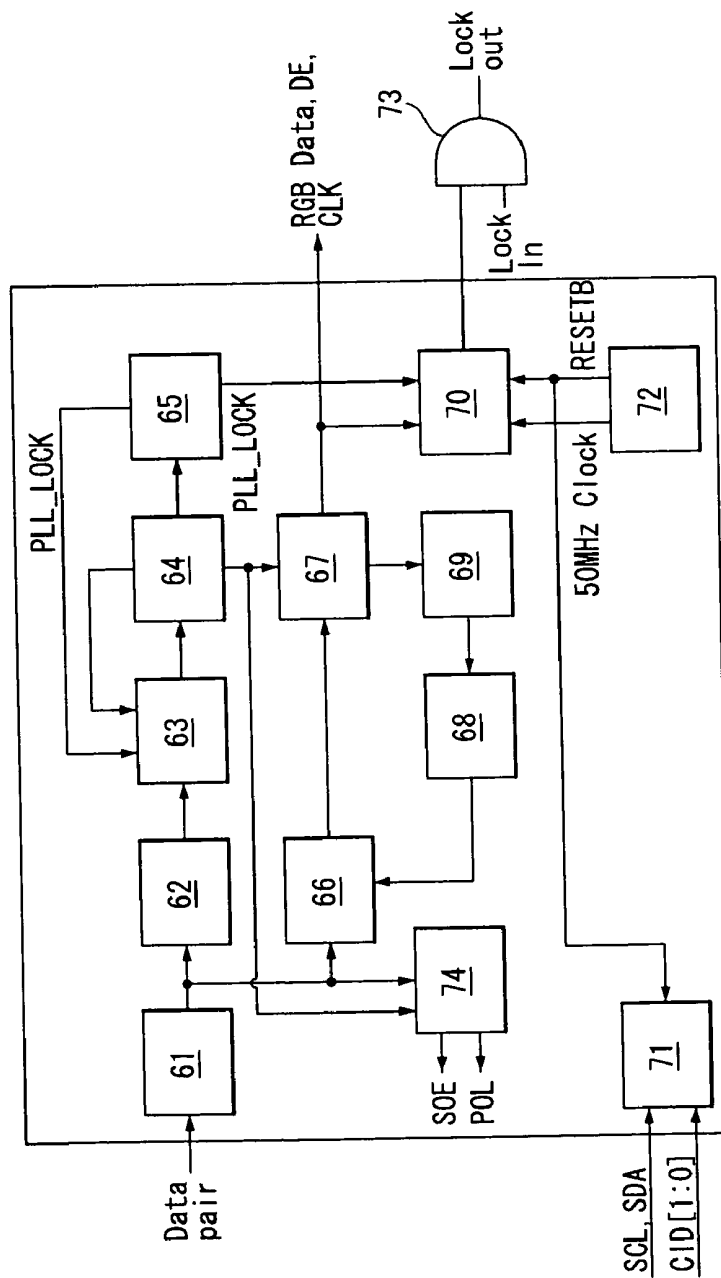 Data
pair
61
62
63
64
65
PLL_LOCK
PLL_LOCK
66
67
68
69
70
RGB Data, DE,
CLK
73
Lock
out
Lock
In
74
SOE
POL
71
SCL, SDA
CID[1:0]
72
50MHz Clock
RESETB